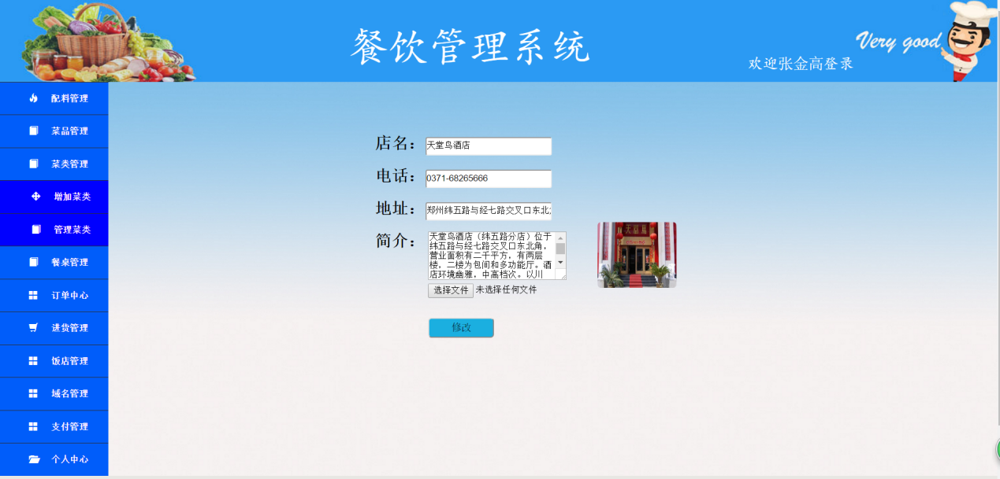 餐饮管理系统
Very good
欢迎张金高登录
配料管理
菜品管理
菜类管理
增加菜类
管理菜类
餐桌管理
订单中心
进货管理
饭店管理
域名管理
支付管理
个人中心
店名： 天堂鸟酒店
电话： 0371-68265666
地址： 郑州纬五路与经七路交叉口东北
简介： 天堂鸟酒店（纬五路分店）位于
纬五路与经七路交叉口东北角，
营业面积有二千平方，有两层
楼，二楼为包间和多功能厅。酒
店环境幽雅，中高档次。以川
选择文件 未选择任何文件
修改